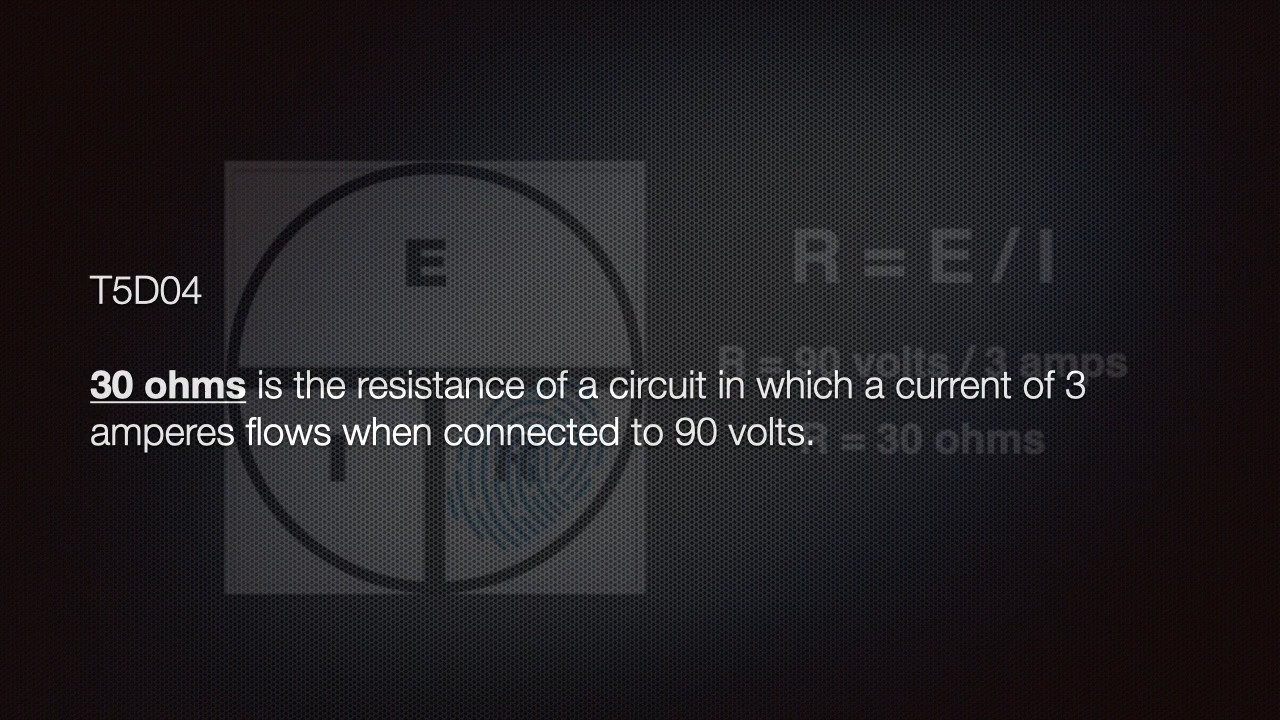 E
R = E / I
T5D04
R = 90 volts / 3 amps
30 ohms is the resistance of a circuit in which a current of 3
amperes flows when connected to 90 volts.
R = 30 ohms
I
R